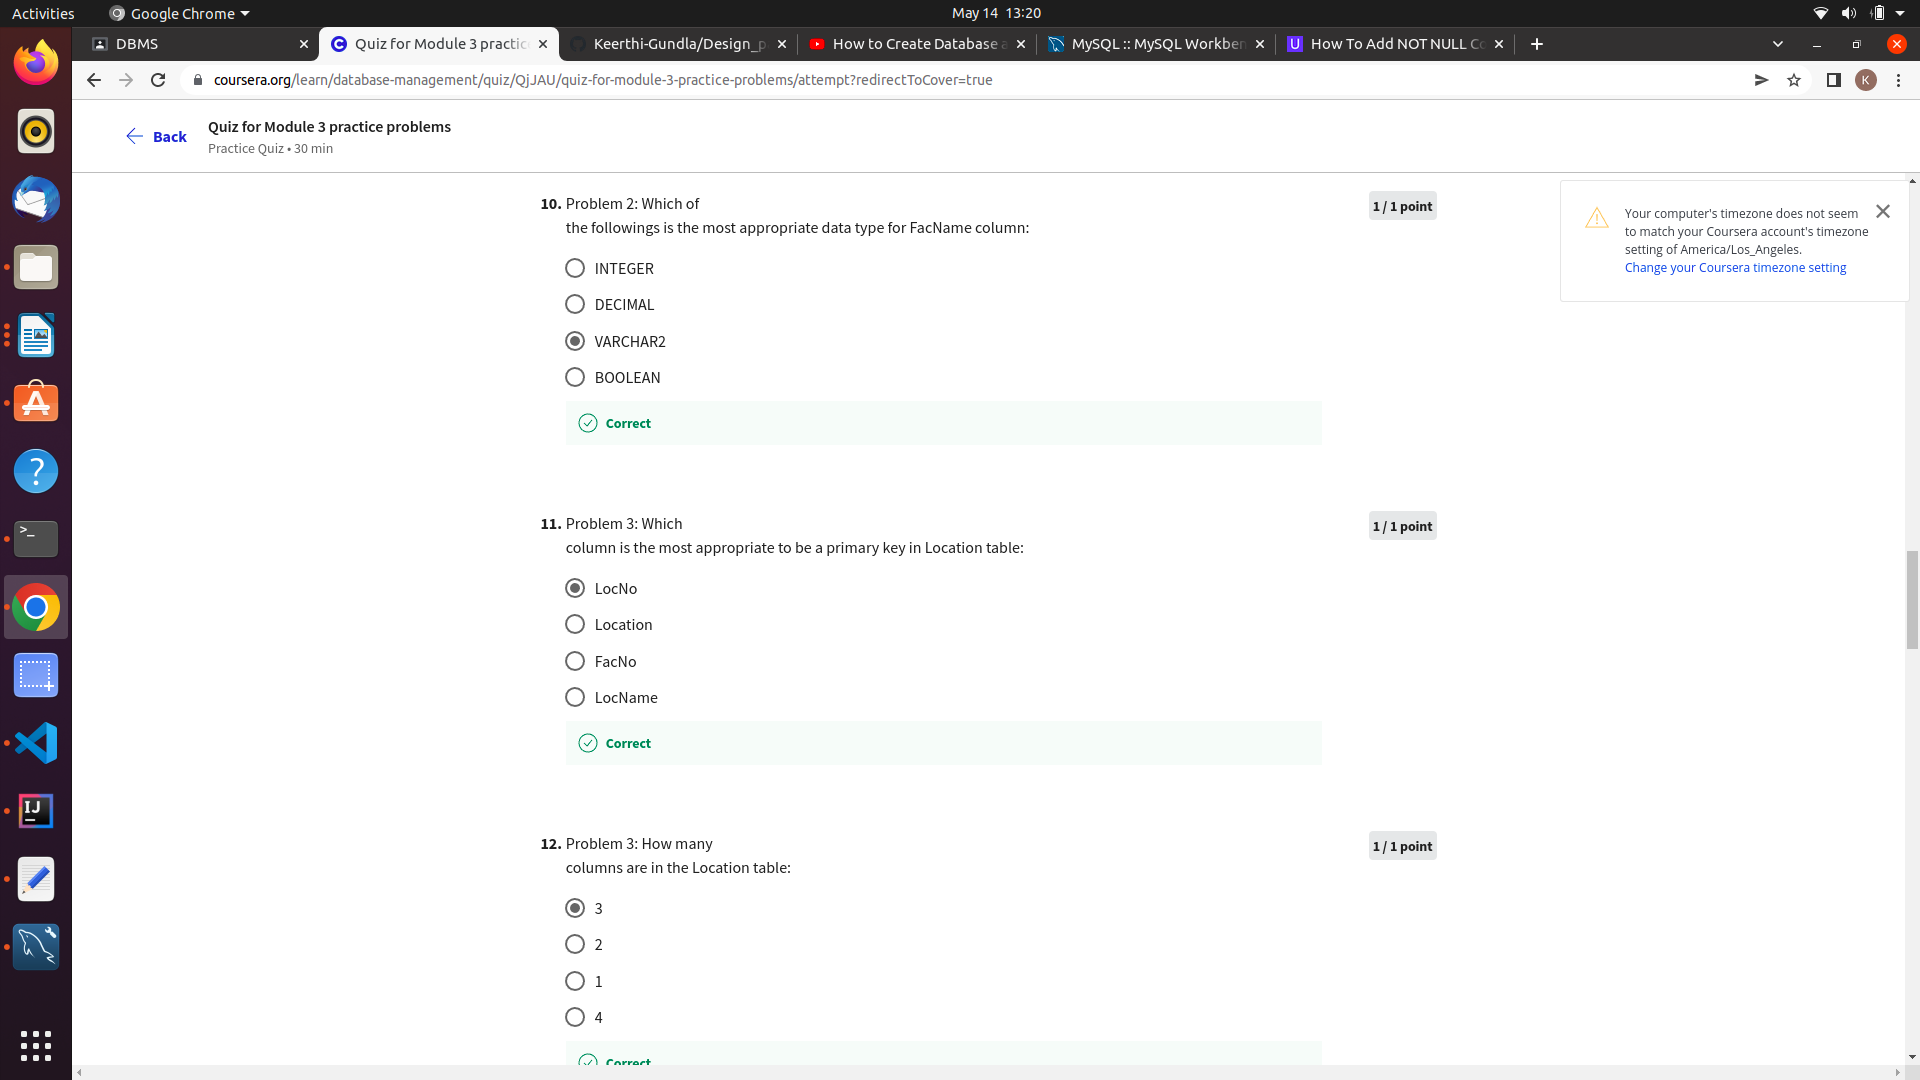 Activities
Google Chrome
May 14 13:20
DBMS
Quiz for Module 3 practic
Keerthi-Gundla/Design_p
How to Create Database a
MySQL :: MySQL Workben
U
How To Add NOT NULL Co
coursera.org/learn/database-management/quiz/QjJAU/quiz-for-module-3-practice-problems/attempt?redirectToCover=true
K
Back
Quiz for Module 3 practice problems
Practice Quiz • 30 min
10. Problem 2: Which of
the followings is the most appropriate data type for FacName column:
1 / 1 point
INTEGER
DECIMAL
VARCHAR2
BOOLEAN
Correct
Your computer's timezone does not seem
to match your Coursera account's timezone
setting of America/Los_Angeles.
Change your Coursera timezone setting
11. Problem 3: Which
column is the most appropriate to be a primary key in Location table:
1 / 1 point
LocNo
Location
FacNo
LocName
Correct
12. Problem 3: How many
columns are in the Location table:
1 / 1 point
3
2
1
4
Correct
?
>_
IJ